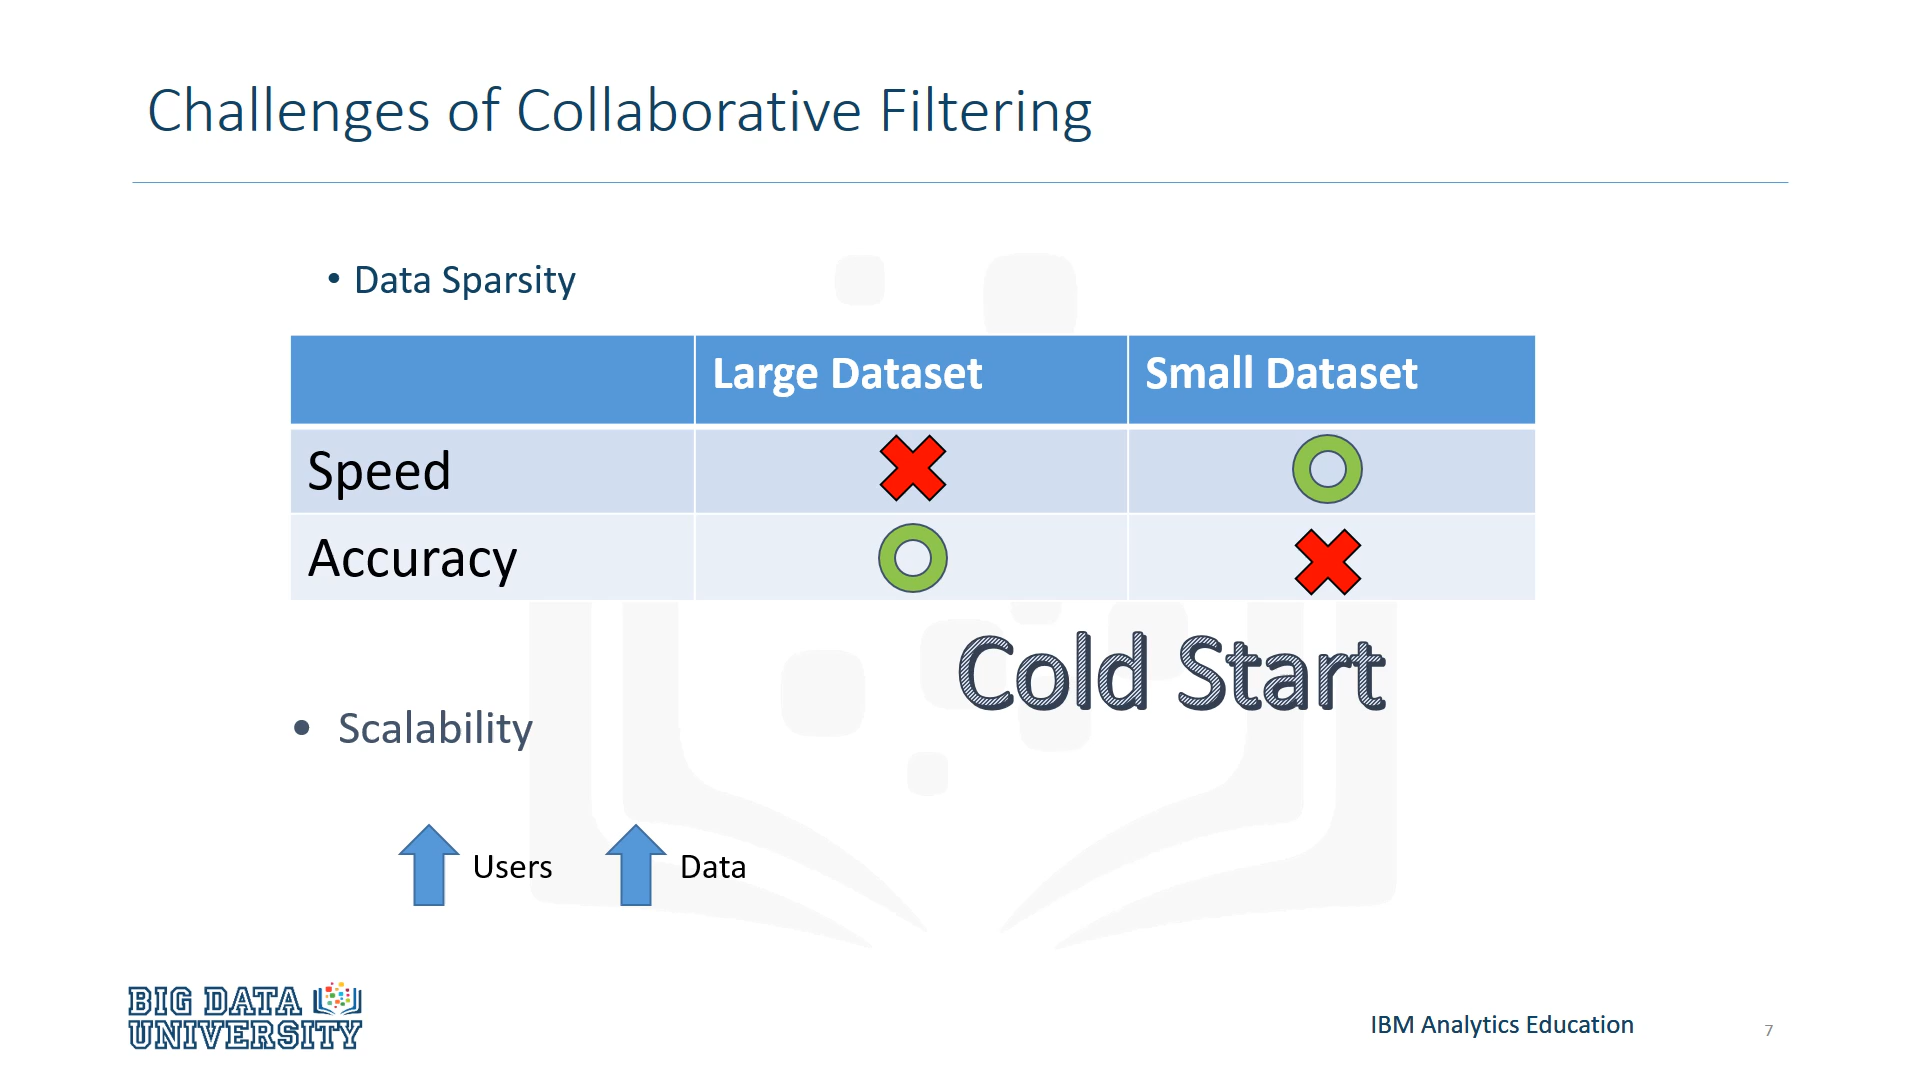 Challenges of Collaborative Filtering
• Data Sparsity
Large Dataset Small Dataset
Speed
Accuracy
Cold Start
• Scalability
Users Data
BIG DATA
UNIVERSITY
IBM Analytics Education 7